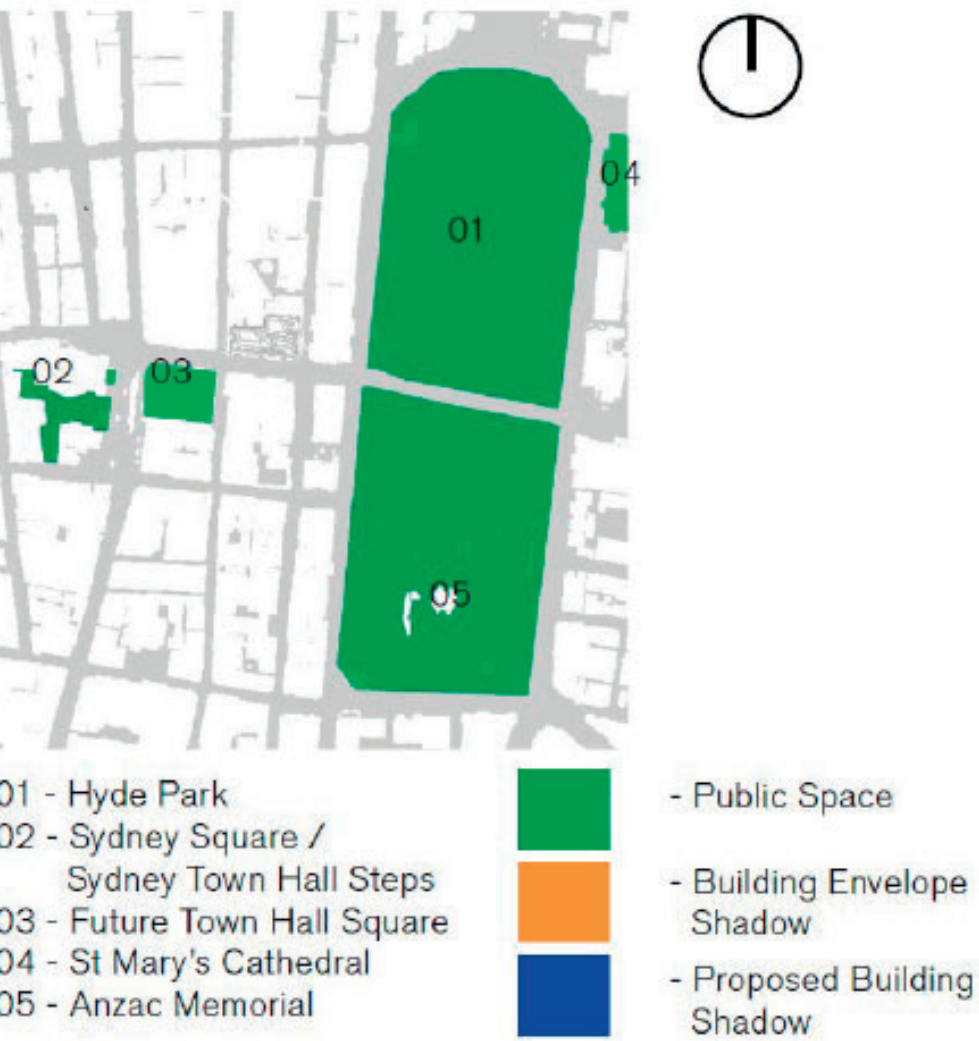 04
01
02
03
05
01 - Hyde Park
02 - Sydney Square /
Sydney Town Hall Steps
03 - Future Town Hall Square
04 - St Mary's Cathedral
05 - Anzac Memorial
- Public Space
- Building Envelope
Shadow
- Proposed Building
Shadow